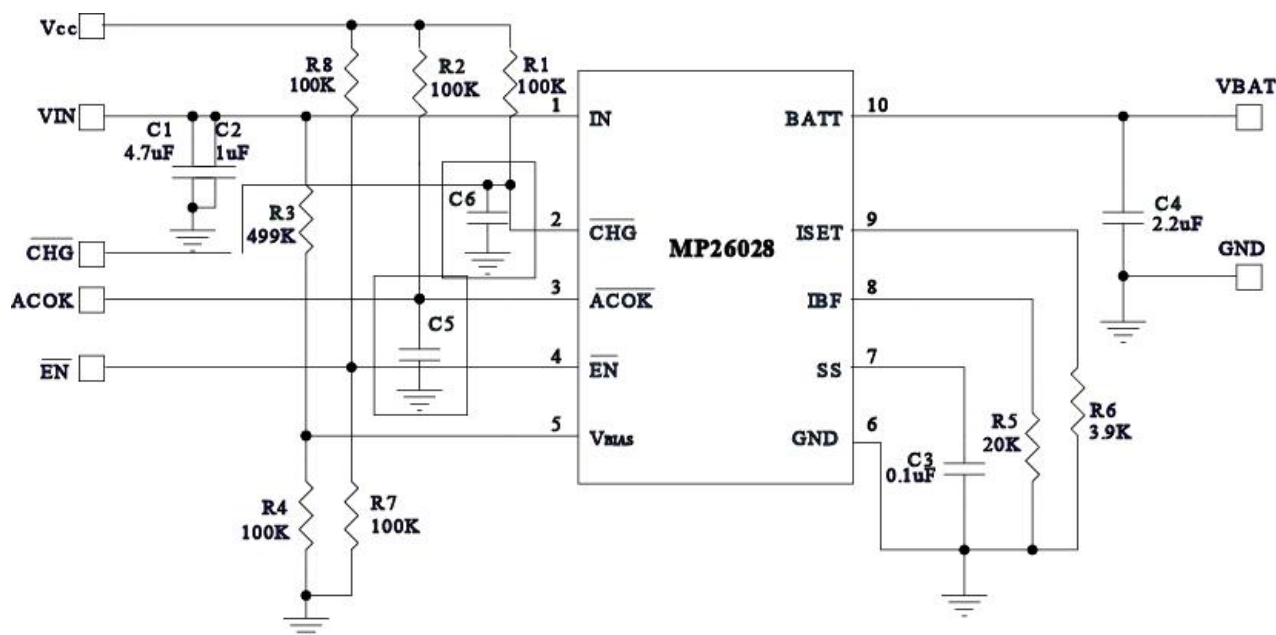 Vcc
R8
100K
R2
100K
R1
100K
VIN
1
IN
BATT
10
VBAT
C1
4.7uF
C2
1uF
C6
R3
499K
2
CHG
MP26028
ISET
9
C4
2.2uF
CHG
GND
ACOK
3
ACOK
IBF
8
C5
EN
4
EN
SS
7
5
VBIAS
GND
6
R5
20K
R6
3.9K
C3
0.1uF
R4
100K
R7
100K